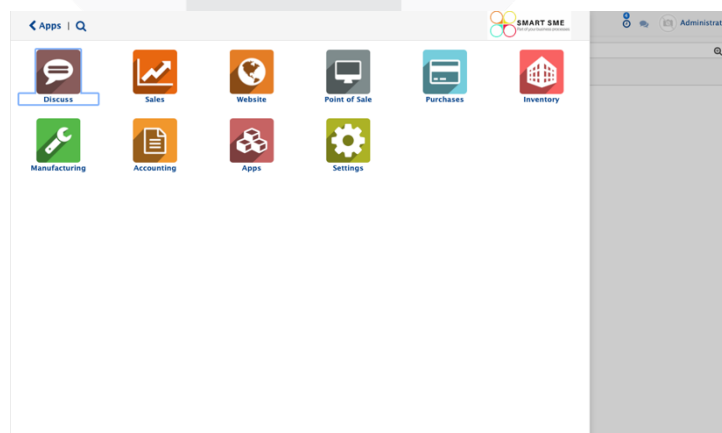 Apps |
SMART SME
Administrat
Discuss
Sales
Website
Point of Sale
Purchases
Inventory
Manufacturing
Accounting
Apps
Settings